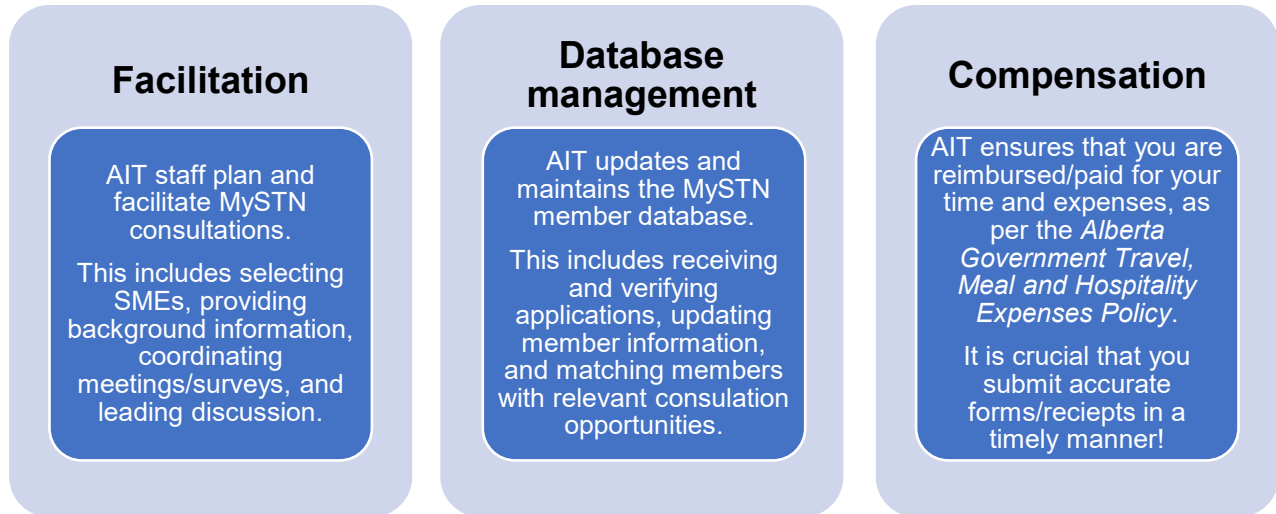 Facilitation
AIT staff plan and
facilitate MySTN
consultations.
This includes selecting
SMEs, providing
background information,
coordinating
meetings/surveys, and
leading discussion.
Database
management
AIT updates and
maintains the MySTN
member database.
This includes receiving
and verifying
applications, updating
member information,
and matching members
with relevant consulation
opportunities.
Compensation
AIT ensures that you are
reimbursed/paid for your
time and expenses, as
per the Alberta
Government Travel,
Meal and Hospitality
Expenses Policy.
It is crucial that you
submit accurate
forms/reciepts in a
timely manner!